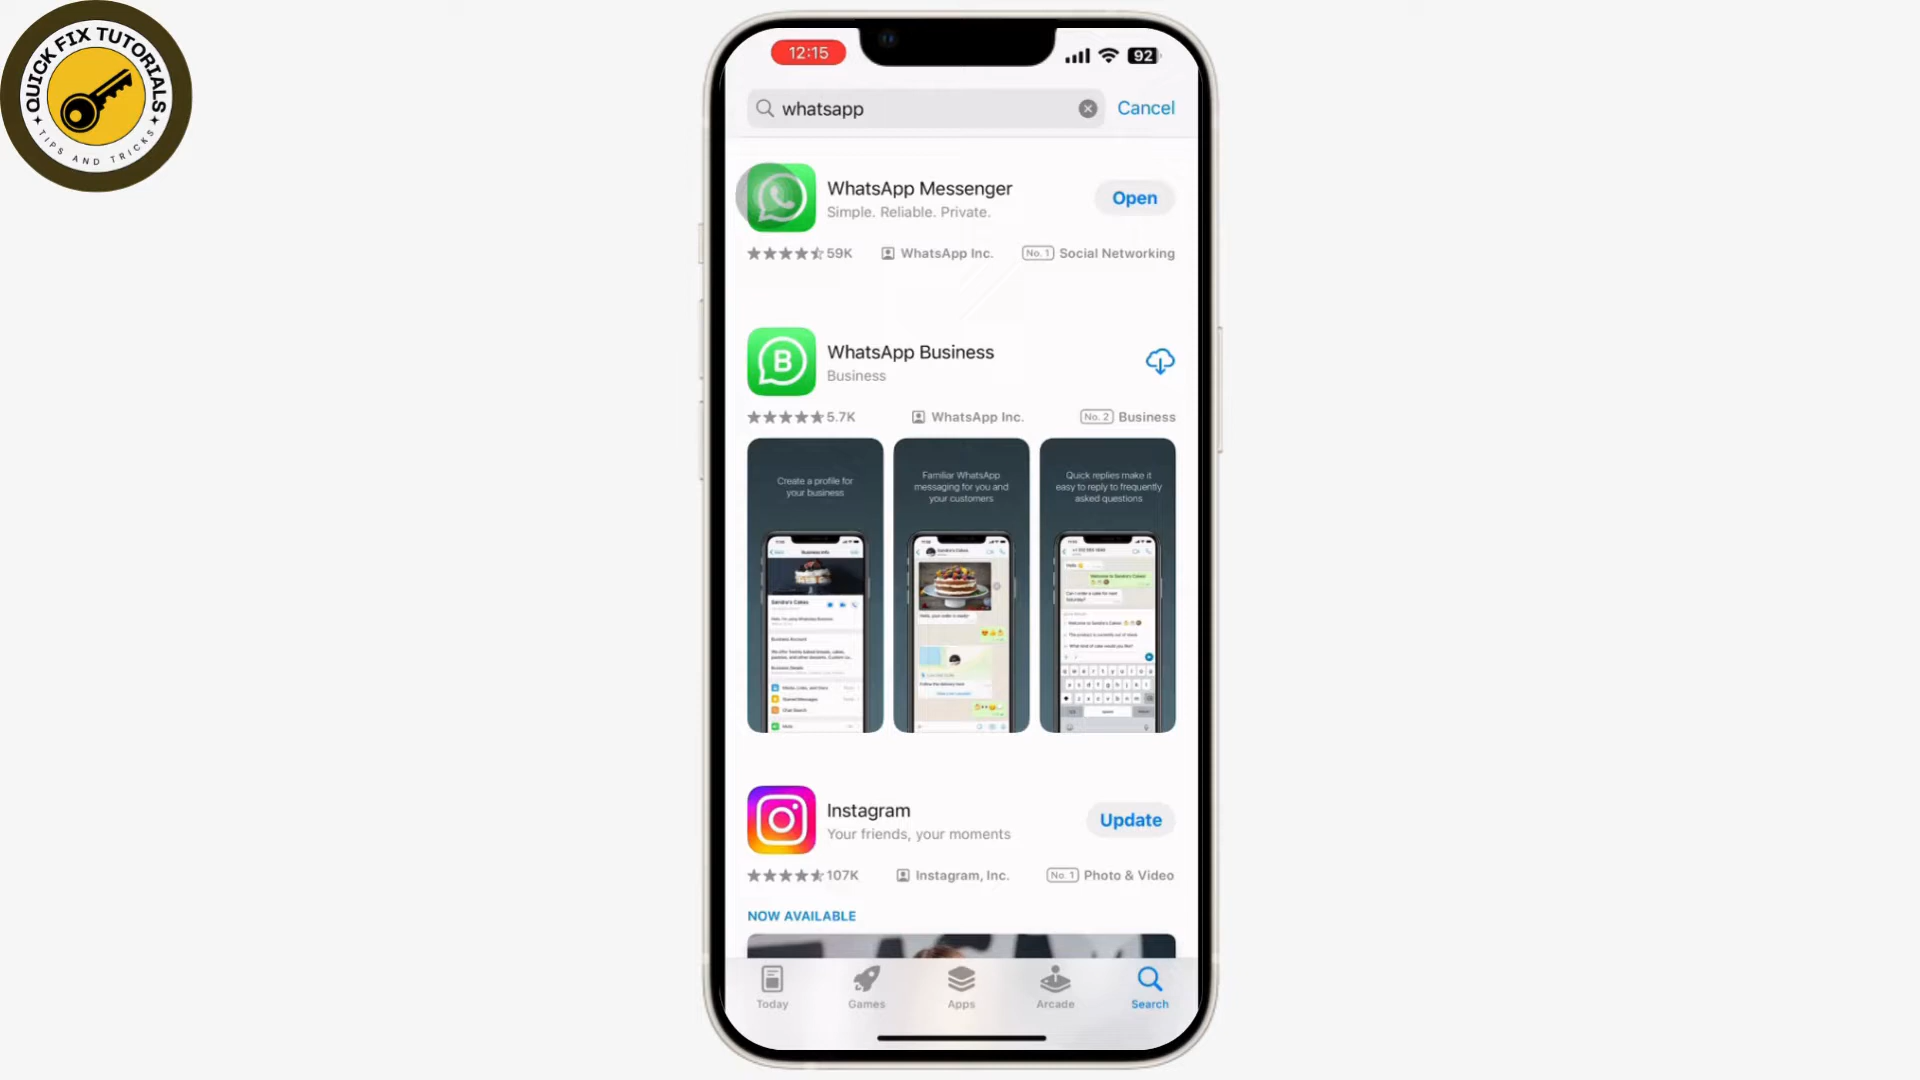 QUICK FIX TUTORIALS
TIPS AND TRICKS
12:15
92
whatsapp
Cancel
WhatsApp Messenger
Simple. Reliable. Private.
Open
59K
WhatsApp Inc.
No. 1 Social Networking
WhatsApp Business
Business
5.7K
WhatsApp Inc.
No. 2 Business
Create a profile for
your business
Familiar WhatsApp
messaging for you and
your customers
Quick replies make it
easy to reply to frequently
asked questions
Instagram
Your friends, your moments
Update
107K
Instagram, Inc.
No. 1 Photo & Video
NOW AVAILABLE
Today
Games
Apps
Arcade
Search